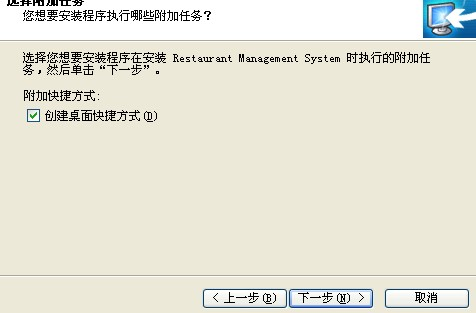 选择附加任务
您想要安装程序执行哪些附加任务？
选择您想要安装程序在安装 Restaurant Management System 时执行的附加任
务，然后单击“下一步”。
附加快捷方式:
创建桌面快捷方式(D)
< 上一步(B)
下一步(N) >
取消